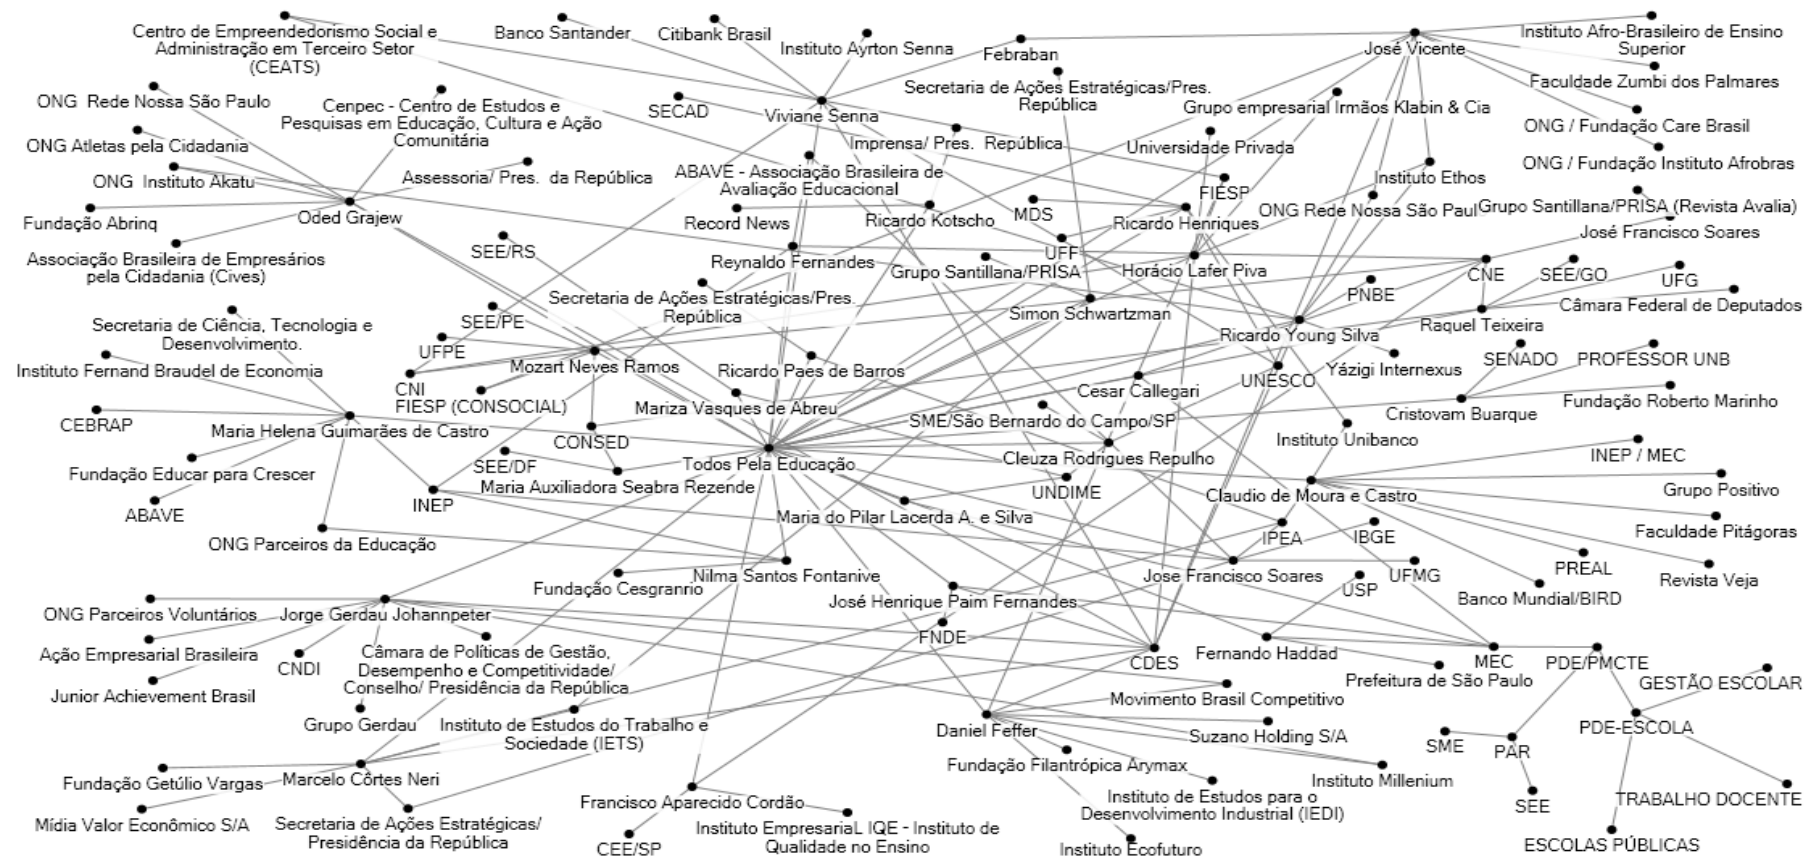 Centro de Empreendedorismo Social e
Administração em Terceiro Setor
(CEATS)
Banco Santander
Citibank Brasil
Instituto Ayrton Senna
Febraban
José Vicente
Instituto Afro-Brasileiro de Ensino
Superior
Faculdade Zumbi dos Palmares
ONG / Fundação Care Brasil
ONG / Fundação Instituto Afrobras
ONG  Rede Nossa São Paulo
Cenpec - Centro de Estudos e
Pesquisas em Educação, Cultura e Ação
Comunitária
SECAD
Viviane Senna
Secretaria de Ações Estratégicas/Pres.
República
Grupo empresarial Irmãos Klabin & Cia
ONG Atletas pela Cidadania
Imprensa/ Pres.  República
Universidade Privada
ONG  Instituto Akatu
Assessoria/ Pres.  da República
ABAVE - Associação Brasileira de
Avaliação Educacional
FIESP
Instituto Ethos
Fundação Abrinq
Oded Grajew
Record News
Ricardo Kotscho
MDS
Ricardo Henriques
ONG Rede Nossa São Paul
Grupo Santillana/PRISA (Revista Avalia)
José Francisco Soares
Associação Brasileira de Empresários
pela Cidadania (Cives)
SEE/RS
Reynaldo Fernandes
UFF
Grupo Santillana/PRISA
Horácio Lafer Piva
CNE
SEE/GO
UFG
PNBE
Câmara Federal de Deputados
Secretaria de Ações Estratégicas/Pres.
República
Simon Schwartzman
Raquel Teixeira
Secretaria de Ciência, Tecnologia e
Desenvolvimento.
SEE/PE
Ricardo Young Silva
UFPE
Instituto Fernand Braudel de Economia
Mozart Neves Ramos
Ricardo Paes de Barros
UNESCO
Yázigi Internexus
SENADO
PROFESSOR UNB
CNI
FIESP (CONSOCIAL)
Mariza Vasques de Abreu
Cesar Callegari
Cristovam Buarque
Fundação Roberto Marinho
CEBRAP
Maria Helena Guimarães de Castro
CONSED
SME/São Bernardo do Campo/SP
Instituto Unibanco
Fundação Educar para Crescer
SEE/DF
Todos Pela Educação
Cleuza Rodrigues Repulho
INEP / MEC
Maria Auxiliadora Seabra Rezende
UNDIME
Claudio de Moura e Castro
Grupo Positivo
ABAVE
INEP
Maria do Pilar Lacerda A. e Silva
Faculdade Pitágoras
ONG Parceiros da Educação
IPEA
IBGE
PREAL
Revista Veja
Fundação Cesgranrio
Nilma Santos Fontanive
Jose Francisco Soares
UFMG
USP
Banco Mundial/BIRD
ONG Parceiros Voluntários
Jorge Gerdau Johannpeter
José Henrique Paim Fernandes
FNDE
Ação Empresarial Brasileira
CNDI
Câmara de Políticas de Gestão,
Desempenho e Competitividade/
Conselho/ Presidência da República
CDES
Fernando Haddad
MEC
PDE/PMCTE
Prefeitura de São Paulo
GESTÃO ESCOLAR
Junior Achievement Brasil
Movimento Brasil Competitivo
Grupo Gerdau
Instituto de Estudos do Trabalho e
Sociedade (IETS)
Daniel Feffer
Suzano Holding S/A
PDE-ESCOLA
SME
PAR
Fundação Getúlio Vargas
Marcelo Côrtes Neri
Fundação Filantrópica Arymax
Instituto Millenium
Francisco Aparecido Cordão
Instituto de Estudos para o
Desenvolvimento Industrial (IEDI)
SEE
TRABALHO DOCENTE
Mídia Valor Econômico S/A
Secretaria de Ações Estratégicas/
Presidência da República
CEE/SP
Instituto EmpresariaL IQE - Instituto de
Qualidade no Ensino
Instituto Ecofuturo
ESCOLAS PÚBLICAS